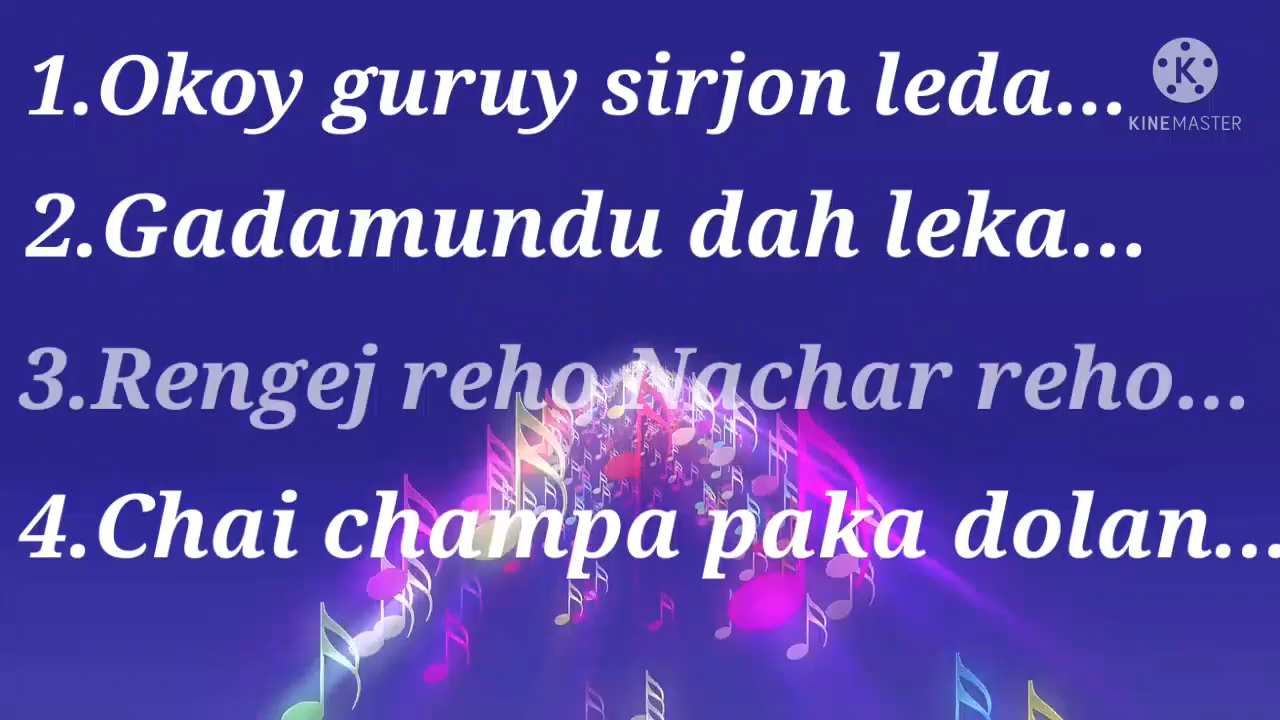 1.Okoy guruy sirjon leda...
KINEMASTER
2.Gadamundu dah leka...
3.Rengej reho Nachar reho...
4.Chai champa paka dolan...